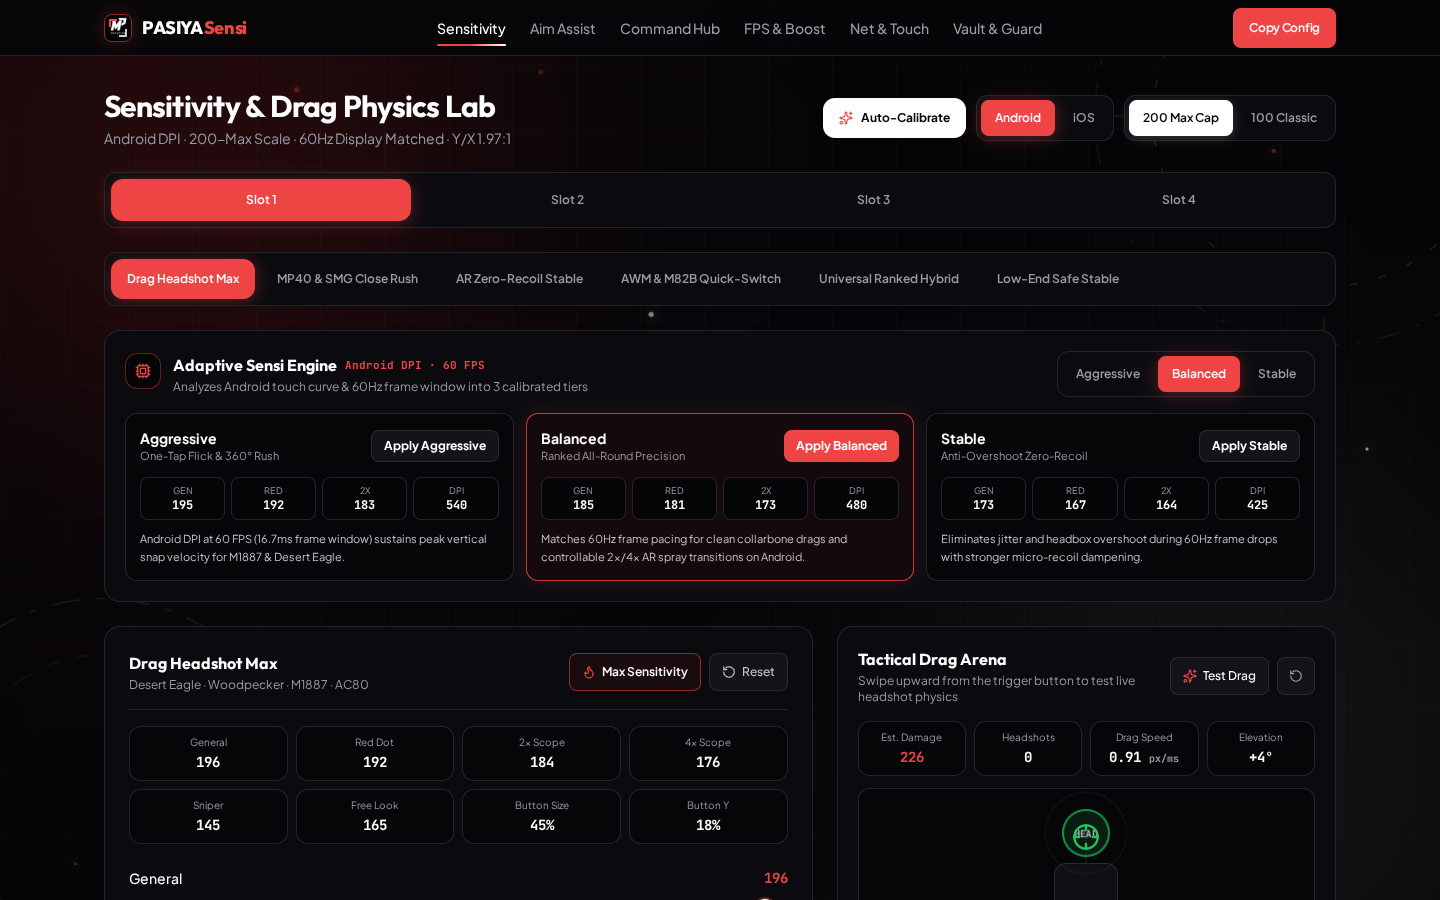 PASIYA Sensi
Sensitivity
Aim Assist
Command Hub
FPS & Boost
Net & Touch
Vault & Guard
Copy Config
Sensitivity & Drag Physics Lab
Android DPI · 200-Max Scale · 60Hz Display Matched · Y/X 1.97:1
Auto-Calibrate
Android
iOS
200 Max Cap
100 Classic
Slot 1
Slot 2
Slot 3
Slot 4
Drag Headshot Max
MP40 & SMG Close Rush
AR Zero-Recoil Stable
AWM & M82B Quick-Switch
Universal Ranked Hybrid
Low-End Safe Stable
Adaptive Sensi Engine Android DPI · 60 FPS
Analyzes Android touch curve & 60Hz frame window into 3 calibrated tiers
Aggressive
Balanced
Stable
Aggressive
One-Tap Flick & 360° Rush
Apply Aggressive
GEN
195
RED
192
2X
183
DPI
540
Android DPI at 60 FPS (16.7ms frame window) sustains peak vertical
snap velocity for M1887 & Desert Eagle.
Balanced
Ranked All-Round Precision
Apply Balanced
GEN
185
RED
181
2X
173
DPI
480
Matches 60Hz frame pacing for clean collarbone drags and
controllable 2×/4× AR spray transitions on Android.
Stable
Anti-Overshoot Zero-Recoil
Apply Stable
GEN
173
RED
167
2X
164
DPI
425
Eliminates jitter and headbox overshoot during 60Hz frame drops
with stronger micro-recoil dampening.
Drag Headshot Max
Desert Eagle · Woodpecker · M1887 · AC80
Max Sensitivity
Reset
General
196
Red Dot
192
2× Scope
184
4× Scope
176
Sniper
145
Free Look
165
Button Size
45%
Button Y
18%
General
196
Tactical Drag Arena
Swipe upward from the trigger button to test live
headshot physics
Test Drag
Est. Damage
226
Headshots
0
Drag Speed
0.91 px/ms
Elevation
+4°